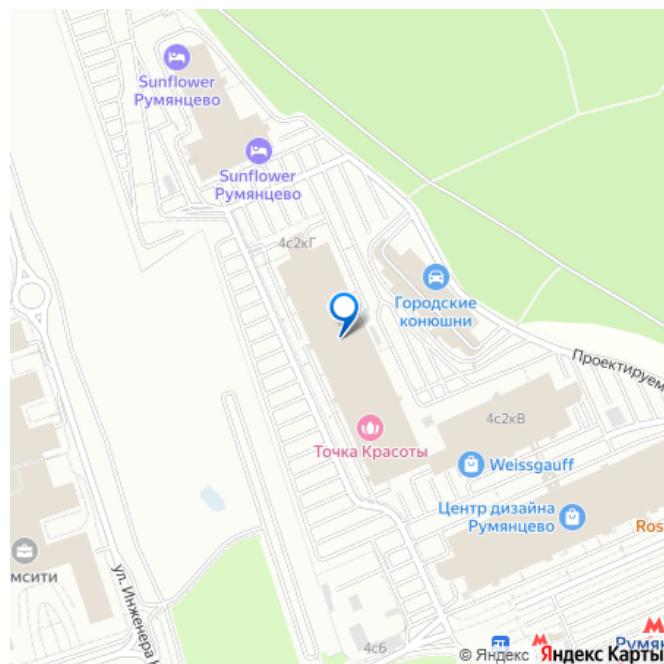 Sunflower
Румянцево
Sunflower
Румянцево
4с2кГ
Городские
конюшни
Проектируем
4с2кВ
Точка Красоты
Weissgauff
Центр дизайна
Румянцево
Ros
мсити
ул. Инженера
4с6
Румян
© Яндекс Яндекс Карты